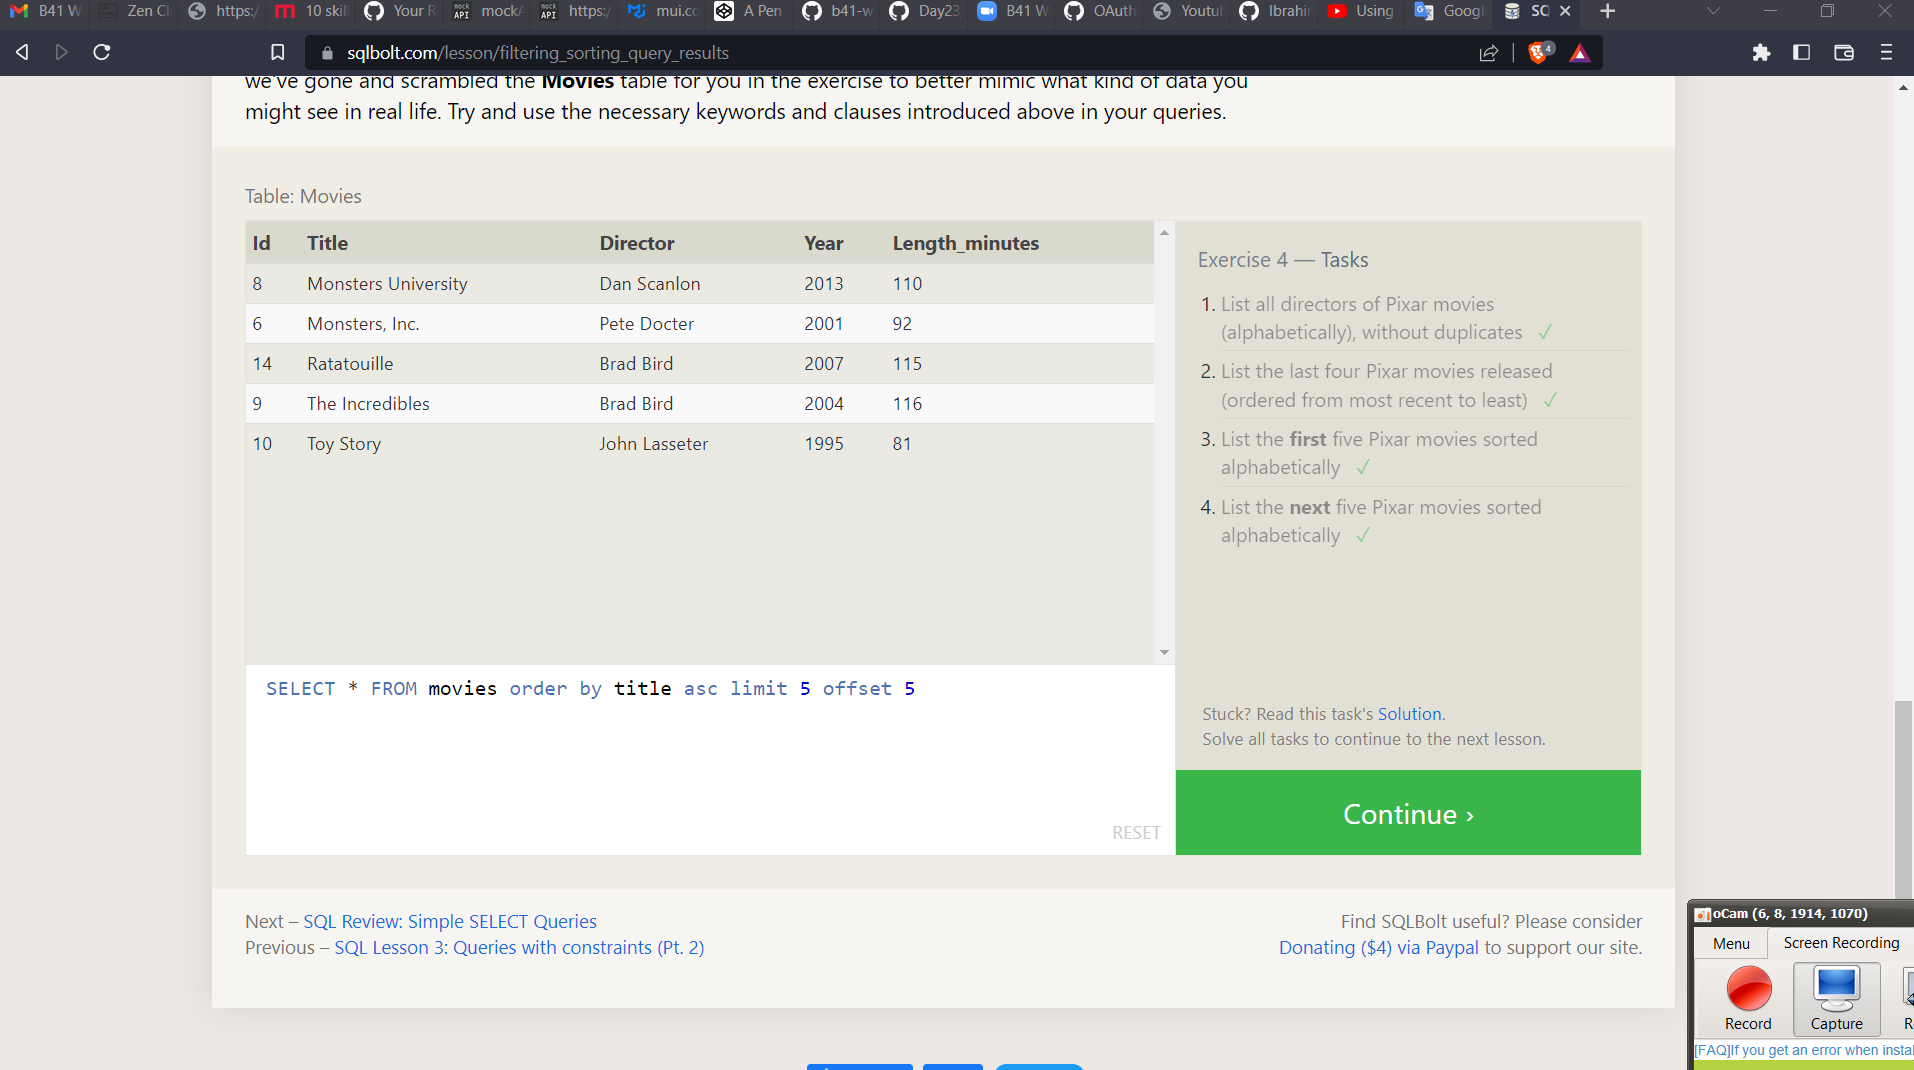 B41 W
Zen Cl
https:/
10 skil
Your R
mock/
https:/
mui.co
A Pen
b41-w
Day23
B41 W
OAuth
Youtu
Ibrahi
Using
Googl
SQ
sqlbolt.com/lesson/filtering_sorting_query_results
4
we've gone and scrambled the Movies table for you in the exercise to better mimic what kind of data you
might see in real life. Try and use the necessary keywords and clauses introduced above in your queries.
Table: Movies
Id Title Director Year Length_minutes
8 Monsters University Dan Scanlon 2013 110
6 Monsters, Inc. Pete Docter 2001 92
14 Ratatouille Brad Bird 2007 115
9 The Incredibles Brad Bird 2004 116
10 Toy Story John Lasseter 1995 81
SELECT * FROM movies order by title asc limit 5 offset 5
RESET
Exercise 4 — Tasks
1. List all directors of Pixar movies
(alphabetically), without duplicates ✓
2. List the last four Pixar movies released
(ordered from most recent to least) ✓
3. List the first five Pixar movies sorted
alphabetically ✓
4. List the next five Pixar movies sorted
alphabetically ✓
Stuck? Read this task's Solution.
Solve all tasks to continue to the next lesson.
Continue ›
Next – SQL Review: Simple SELECT Queries
Previous – SQL Lesson 3: Queries with constraints (Pt. 2)
Find SQLBolt useful? Please consider
Donating ($4) via Paypal to support our site.
oCam (6, 8, 1914, 1070)
Menu
Screen Recording
Record
Capture
[FAQ]If you get an error when instal